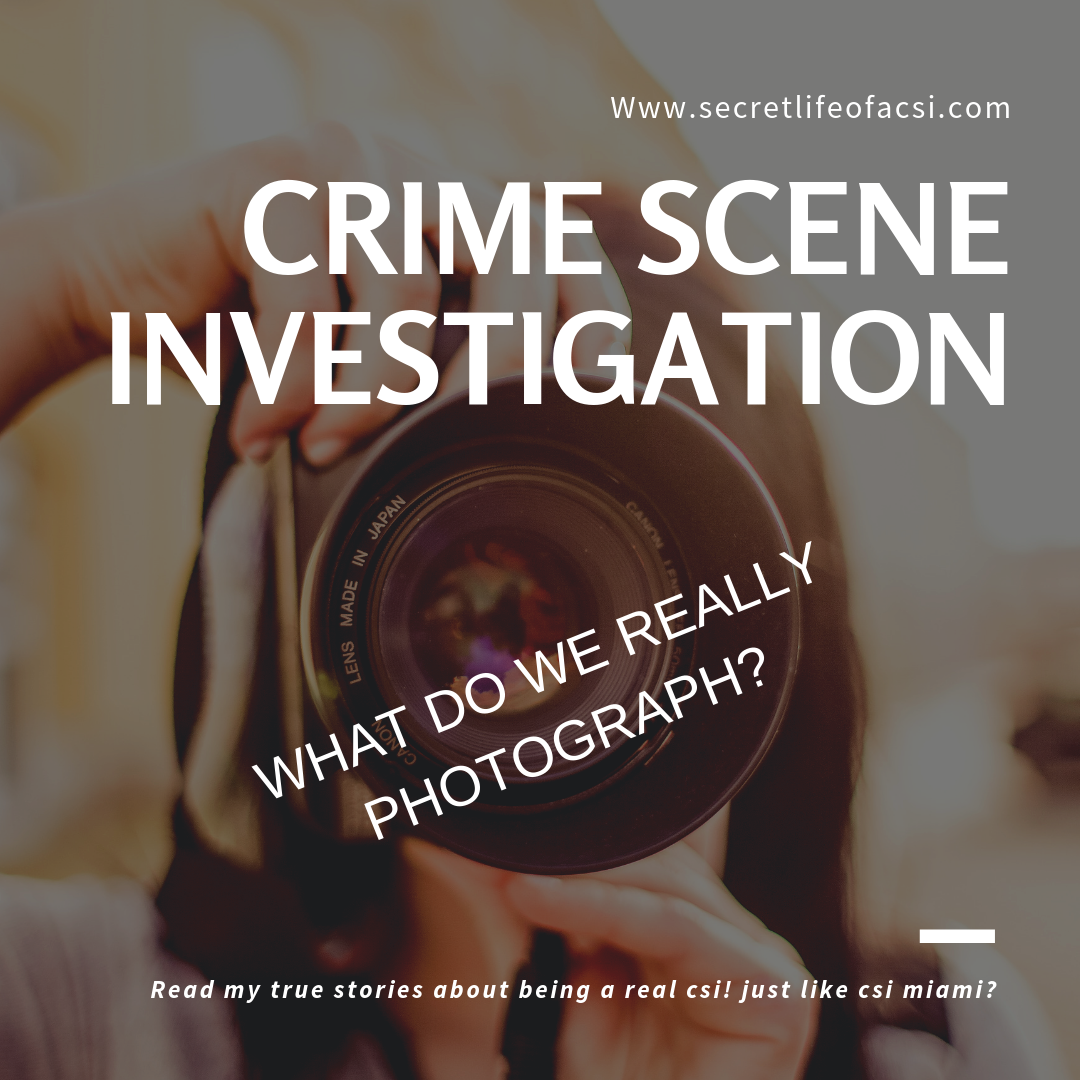 Www.secretlifeofacsi.com
CRIME SCENE
INVESTIGATION
LENS MADE IN JAPAN
CANON
WHAT DO WE REALLY
PHOTOGRAPH?
Read my true stories about being a real csi! just like csi miami?